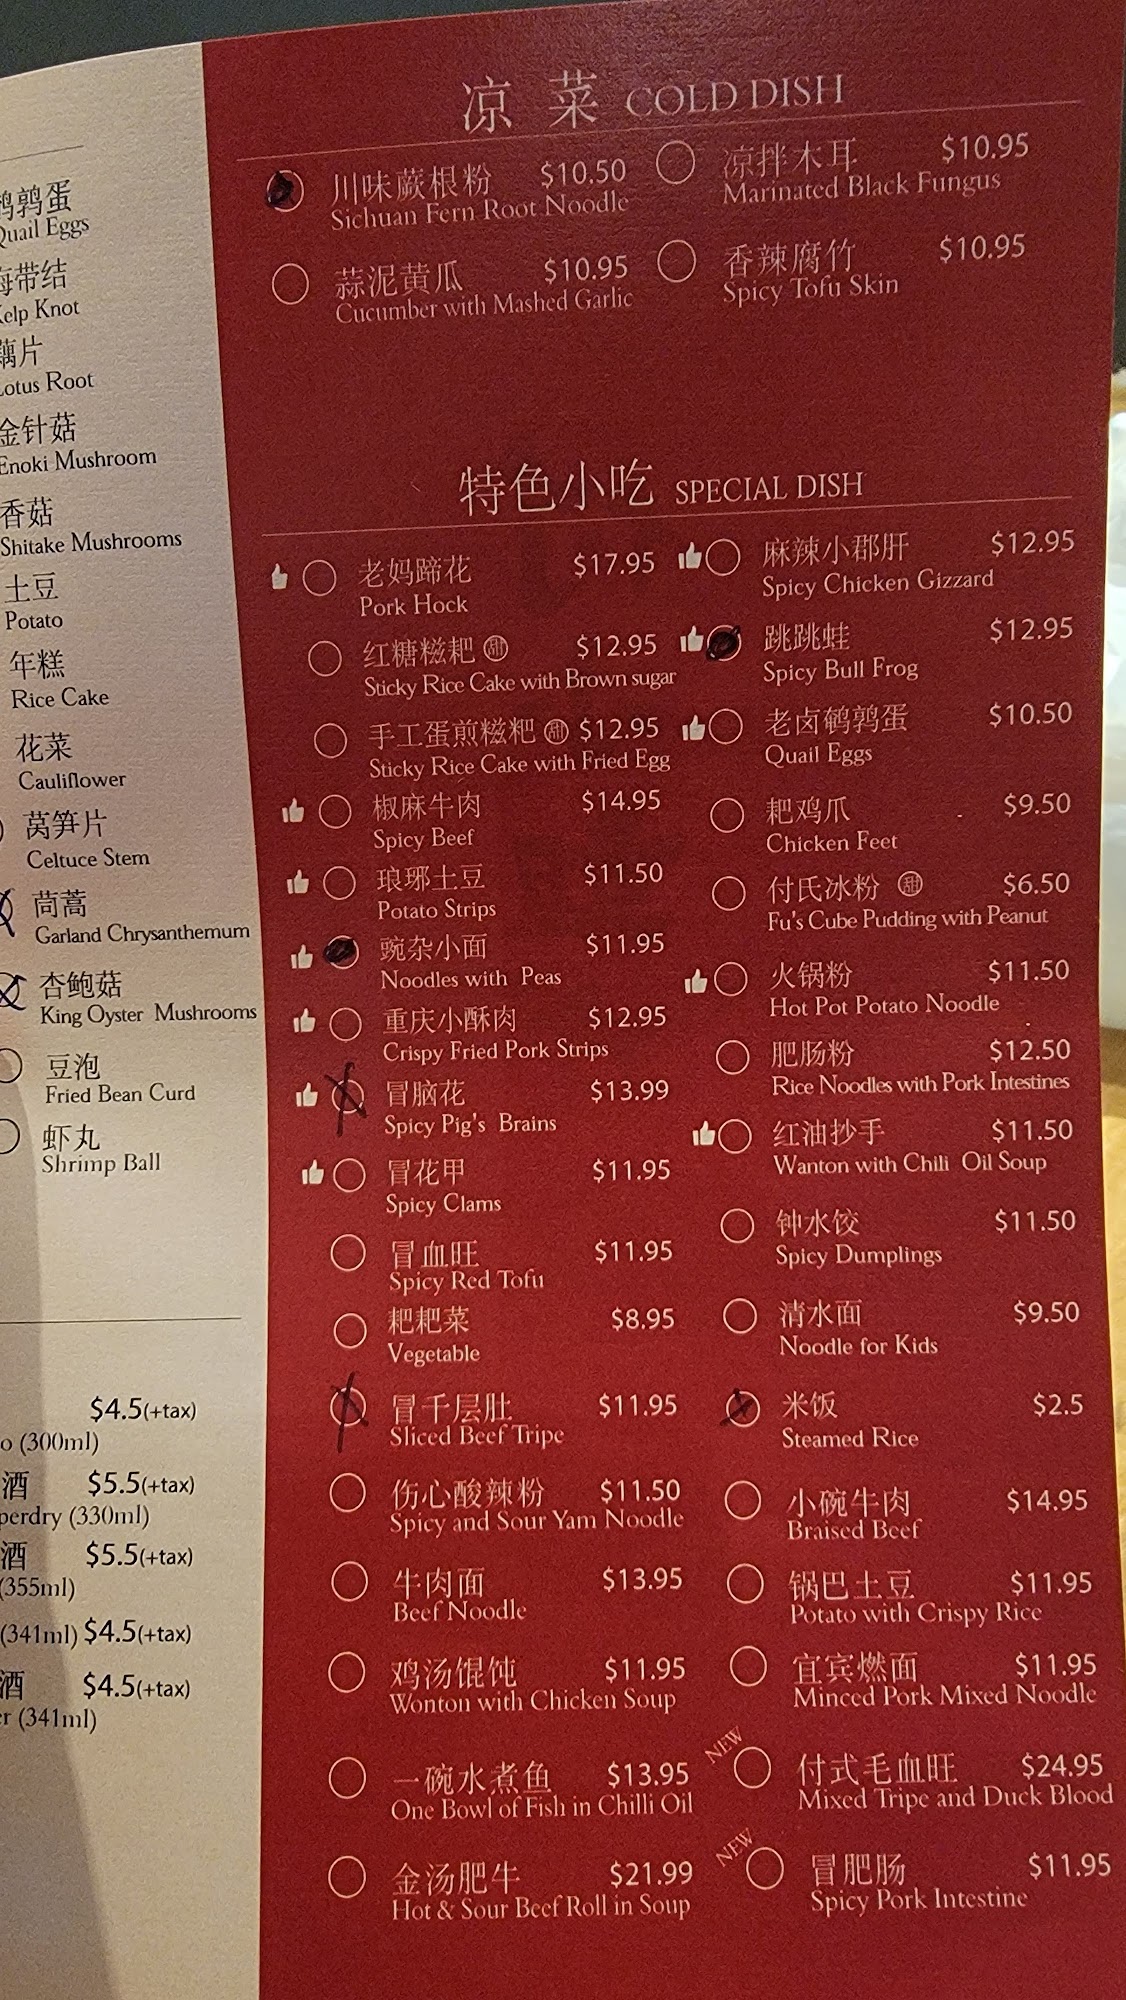 鹌鹑蛋
Quail Eggs
海带结
Kelp Knot
藕片
Lotus Root
金针菇
Enoki Mushroom
香菇
Shitake Mushrooms
土豆
Potato
年糕
Rice Cake
花菜
Cauliflower
莴笋片
Celtuce Stem
茼蒿
Garland Chrysanthemum
杏鲍菇
King Oyster Mushrooms
豆泡
Fried Bean Curd
虾丸
Shrimp Ball
$4.5(+tax)
(300ml)
酒 $5.5(+tax)
perdry (330ml)
酒 $5.5(+tax)
(355ml)
(341ml) $4.5(+tax)
酒 $4.5(+tax)
(341ml)
凉菜 COLD DISH
川味蕨根粉 $10.50
Sichuan Fern Root Noodle
蒜泥黄瓜 $10.95
Cucumber with Mashed Garlic
凉拌木耳 $10.95
Marinated Black Fungus
香辣腐竹 $10.95
Spicy Tofu Skin
特色小吃 SPECIAL DISH
老妈蹄花 $17.95
Pork Hock
红糖糍粑 甜 $12.95
Sticky Rice Cake with Brown sugar
手工蛋煎糍粑 甜 $12.95
Sticky Rice Cake with Fried Egg
椒麻牛肉 $14.95
Spicy Beef
琅琊土豆 $11.50
Potato Strips
豌杂小面 $11.95
Noodles with Peas
重庆小酥肉 $12.95
Crispy Fried Pork Strips
冒脑花 $13.99
Spicy Pig's Brains
冒花甲 $11.95
Spicy Clams
冒血旺 $11.95
Spicy Red Tofu
粑粑菜 $8.95
Vegetable
冒千层肚 $11.95
Sliced Beef Tripe
伤心酸辣粉 $11.50
Spicy and Sour Yam Noodle
牛肉面 $13.95
Beef Noodle
鸡汤馄饨 $11.95
Wonton with Chicken Soup
一碗水煮鱼 $13.95
One Bowl of Fish in Chilli Oil
金汤肥牛 $21.99
Hot & Sour Beef Roll in Soup
麻辣小郡肝 $12.95
Spicy Chicken Gizzard
跳跳蛙 $12.95
Spicy Bull Frog
老卤鹌鹑蛋 $10.50
Quail Eggs
粑鸡爪 $9.50
Chicken Feet
付氏冰粉 甜 $6.50
Fu's Cube Pudding with Peanut
火锅粉 $11.50
Hot Pot Potato Noodle
肥肠粉 $12.50
Rice Noodles with Pork Intestines
红油抄手 $11.50
Wanton with Chili Oil Soup
钟水饺 $11.50
Spicy Dumplings
清水面 $9.50
Noodle for Kids
米饭 $2.5
Steamed Rice
小碗牛肉 $14.95
Braised Beef
锅巴土豆 $11.95
Potato with Crispy Rice
宜宾燃面 $11.95
Minced Pork Mixed Noodle
NEW
付式毛血旺 $24.95
Mixed Tripe and Duck Blood
NEW
冒肥肠 $11.95
Spicy Pork Intestine